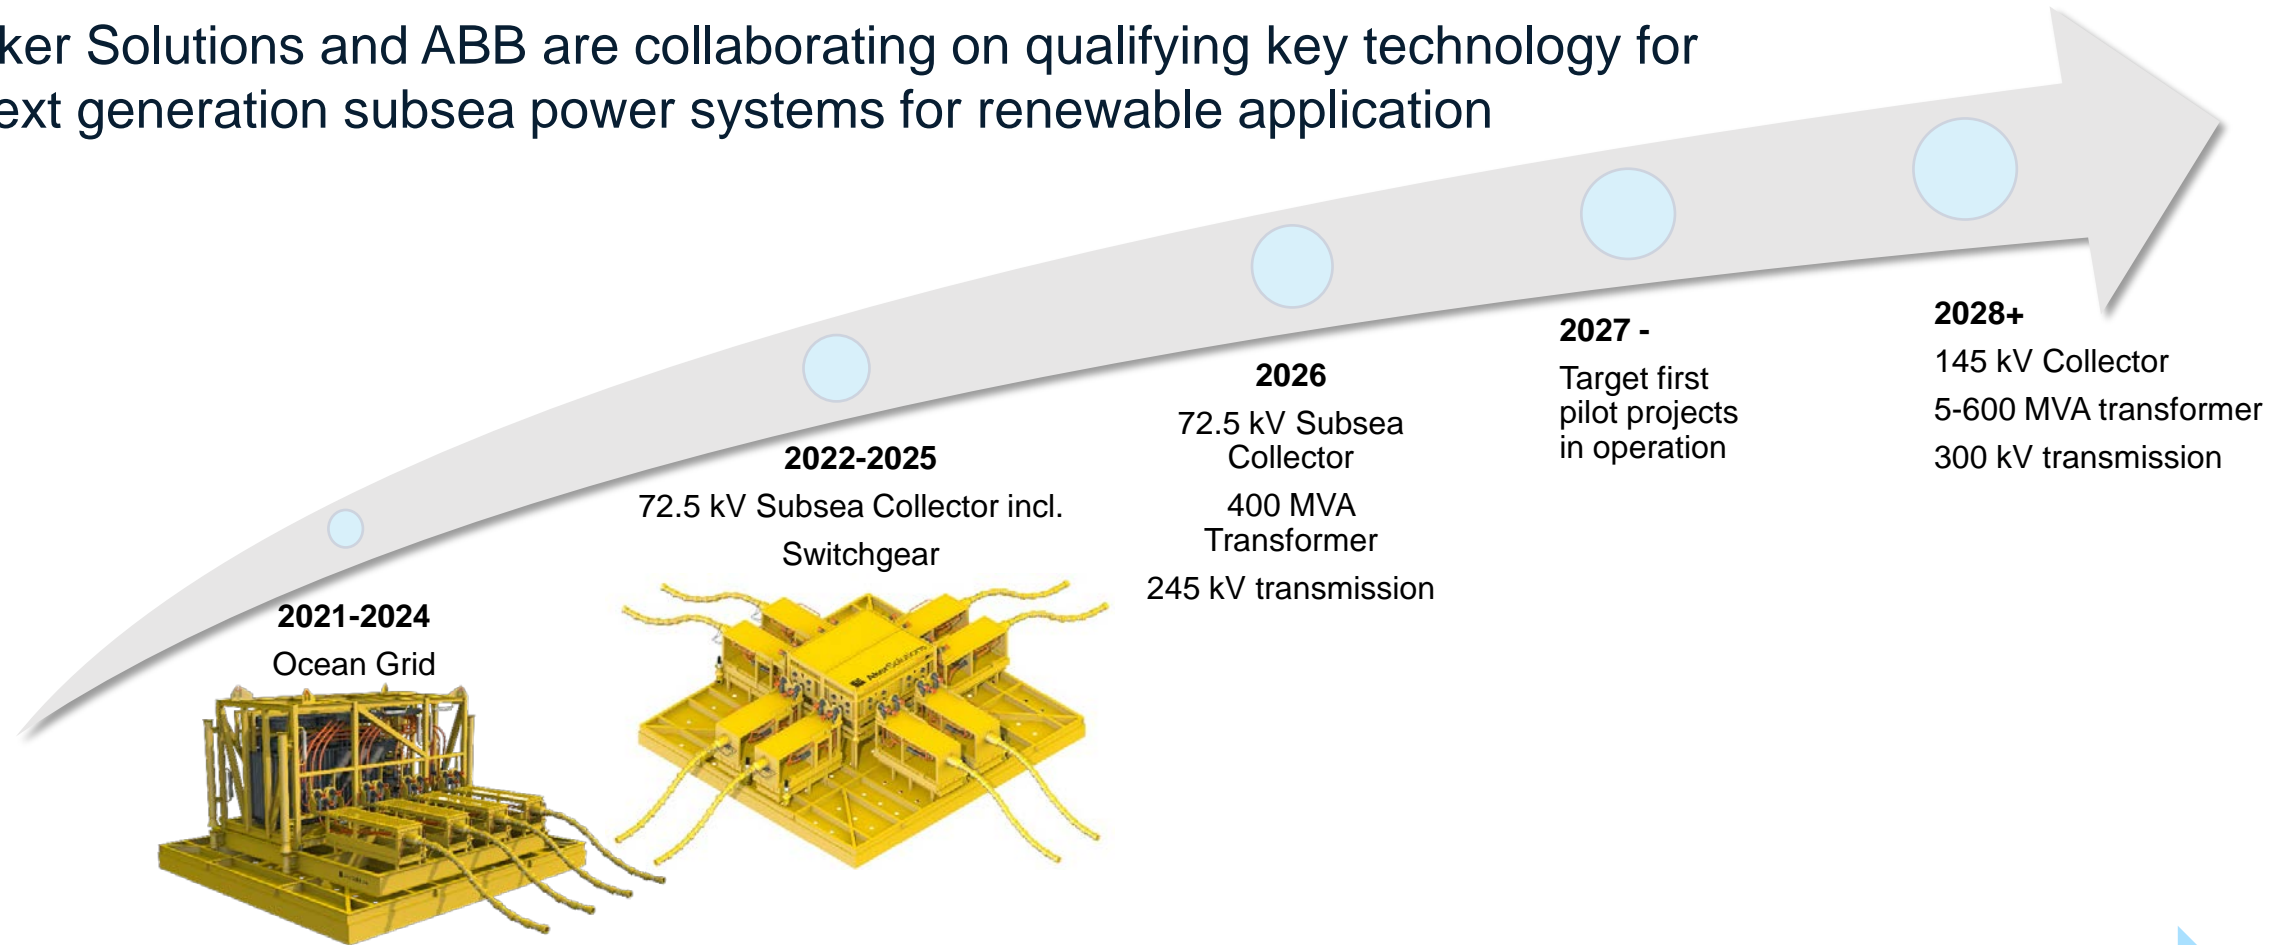 ker Solutions and ABB are collaborating on qualifying key technology for
ext generation subsea power systems for renewable application
2021-2024
Ocean Grid
2022-2025
72.5 kV Subsea Collector incl.
Switchgear
AkerSolutions
2026
72.5 kV Subsea
Collector
400 MVA
Transformer
245 kV transmission
2027 -
Target first
pilot projects
in operation
2028+
145 kV Collector
5-600 MVA transformer
300 kV transmission